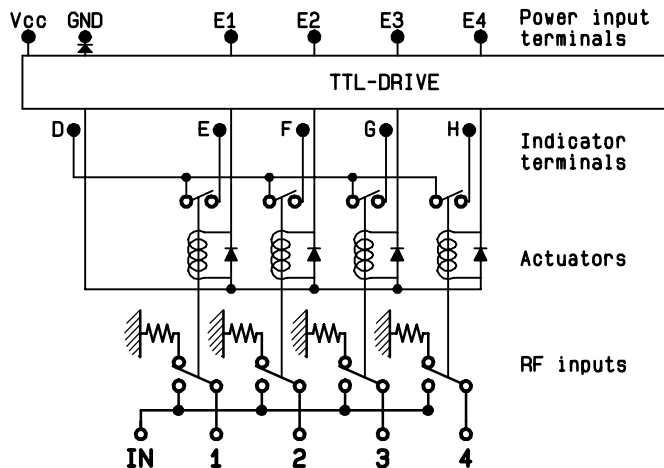 Vcc GND E1 E2 E3 E4 Power input
terminals
TTL-DRIVE
D E F G H Indicator
terminals
Actuators
RF inputs
IN 1 2 3 4